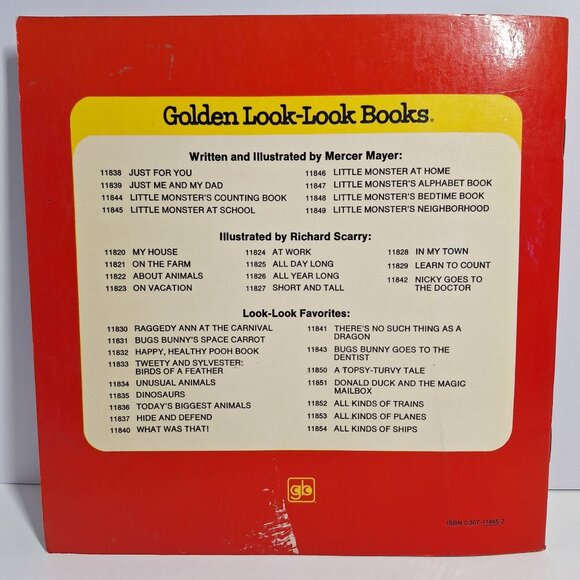 Golden Look-Look Books®
Written and Illustrated by Mercer Mayer:
11838 JUST FOR YOU
11839 JUST ME AND MY DAD
11844 LITTLE MONSTER'S COUNTING BOOK
11845 LITTLE MONSTER AT SCHOOL
11846 LITTLE MONSTER AT HOME
11847 LITTLE MONSTER'S ALPHABET BOOK
11848 LITTLE MONSTER'S BEDTIME BOOK
11849 LITTLE MONSTER'S NEIGHBORHOOD
Illustrated by Richard Scarry:
11820 MY HOUSE
11821 ON THE FARM
11822 ABOUT ANIMALS
11823 ON VACATION
11824 AT WORK
11825 ALL DAY LONG
11826 ALL YEAR LONG
11827 SHORT AND TALL
11828 IN MY TOWN
11829 LEARN TO COUNT
11842 NICKY GOES TO
THE DOCTOR
Look-Look Favorites:
11830 RAGGEDY ANN AT THE CARNIVAL
11831 BUGS BUNNY'S SPACE CARROT
11832 HAPPY, HEALTHY POOH BOOK
11833 TWEETY AND SYLVESTER:
BIRDS OF A FEATHER
11834 UNUSUAL ANIMALS
11835 DINOSAURS
11836 TODAY'S BIGGEST ANIMALS
11837 HIDE AND DEFEND
11840 WHAT WAS THAT!
11841 THERE'S NO SUCH THING AS A
DRAGON
11843 BUGS BUNNY GOES TO THE
DENTIST
11850 A TOPSY-TURVY TALE
11851 DONALD DUCK AND THE MAGIC
MAILBOX
11852 ALL KINDS OF TRAINS
11853 ALL KINDS OF PLANES
11854 ALL KINDS OF SHIPS
gb
ISBN 0-307-11845-2